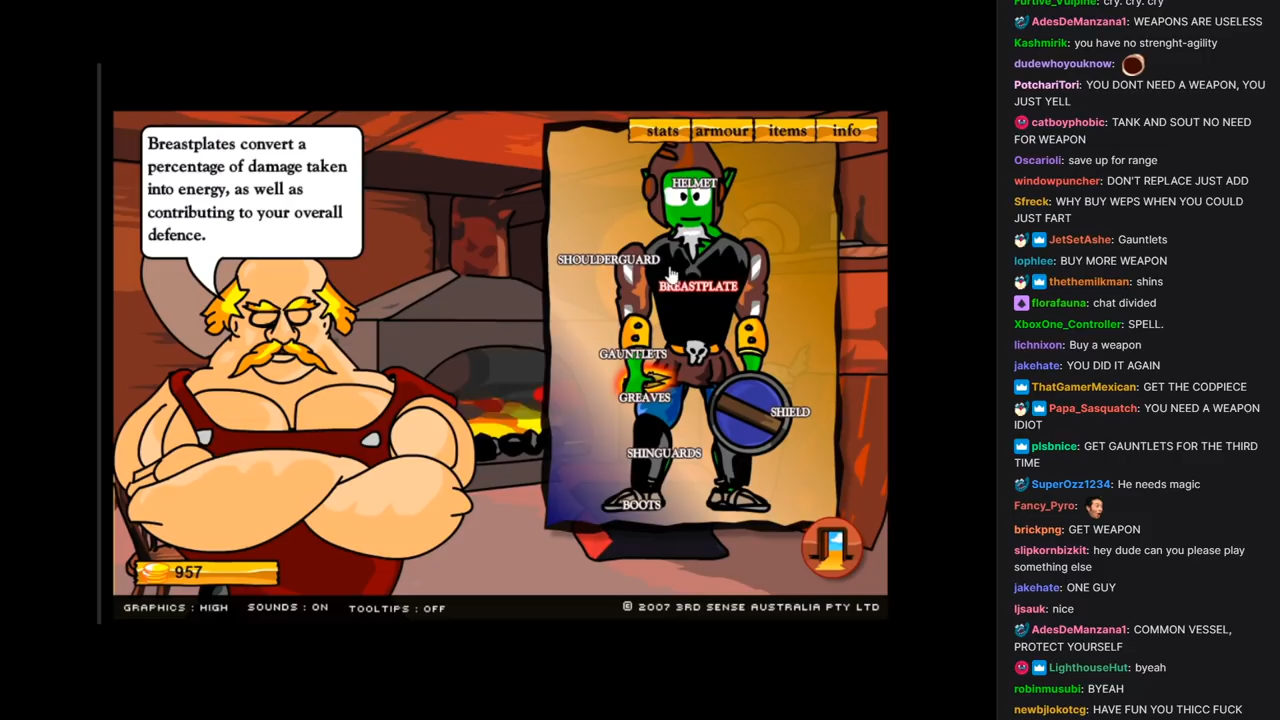 Breastplates convert a
percentage of damage taken
into energy, as well as
contributing to your overall
defence.
stats armour items info
HELMET
SHOULDERGUARD
BREASTPLATE
GAUNTLETS
GREAVES
SHIELD
SHINGUARDS
BOOTS
957
GRAPHICS : HIGH SOUNDS : ON TOOLTIPS : OFF
© 2007 3RD SENSE AUSTRALIA PTY LTD
Furtive_Vulpine: cry. cry. cry
AdesDeManzana1: WEAPONS ARE USELESS
Kashmirik: you have no strenght-agility
dudewhoyouknow:
PotchariTori: YOU DONT NEED A WEAPON, YOU
JUST YELL
catboyphobic: TANK AND SOUT NO NEED
FOR WEAPON
Oscarioli: save up for range
windowpuncher: DON'T REPLACE JUST ADD
Sfreck: WHY BUY WEPS WHEN YOU COULD
JUST FART
JetSetAshe: Gauntlets
lophlee: BUY MORE WEAPON
thethemilkman: shins
florafauna: chat divided
XboxOne_Controller: SPELL.
lichnixon: Buy a weapon
jakehate: YOU DID IT AGAIN
ThatGamerMexican: GET THE CODPIECE
Papa_Sasquatch: YOU NEED A WEAPON
IDIOT
plsbnice: GET GAUNTLETS FOR THE THIRD
TIME
SuperOzz1234: He needs magic
Fancy_Pyro:
brickpng: GET WEAPON
slipkornbizkit: hey dude can you please play
something else
jakehate: ONE GUY
ljsauk: nice
AdesDeManzana1: COMMON VESSEL,
PROTECT YOURSELF
LighthouseHut: byeah
robinmusubi: BYEAH
newbjlokotcg: HAVE FUN YOU THICC FUCK